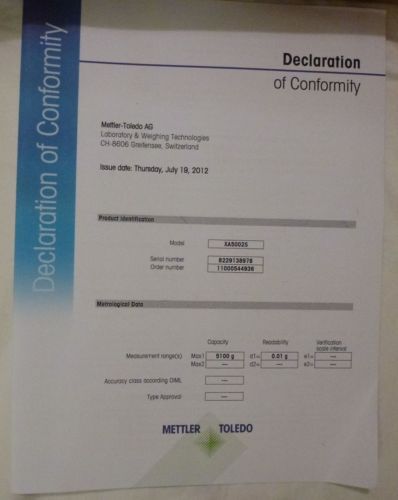 Declaration of Conformity
Declaration
of Conformity
Mettler-Toledo AG
Laboratory & Weighing Technologies
CH-8606 Greifensee, Switzerland
Issue date: Thursday, July 19, 2012
Product Identification
Model XA5002S
Serial number B229138978
Order number 11000544936
Metrological Data
Capacity Readability Verification
scale interval
Measurement range(s) Max1 5100 g d1= 0.01 g e1= ---
Max2 --- d2= --- e2= ---
Accuracy class according OIML ---
Type Approval ---
METTLER TOLEDO